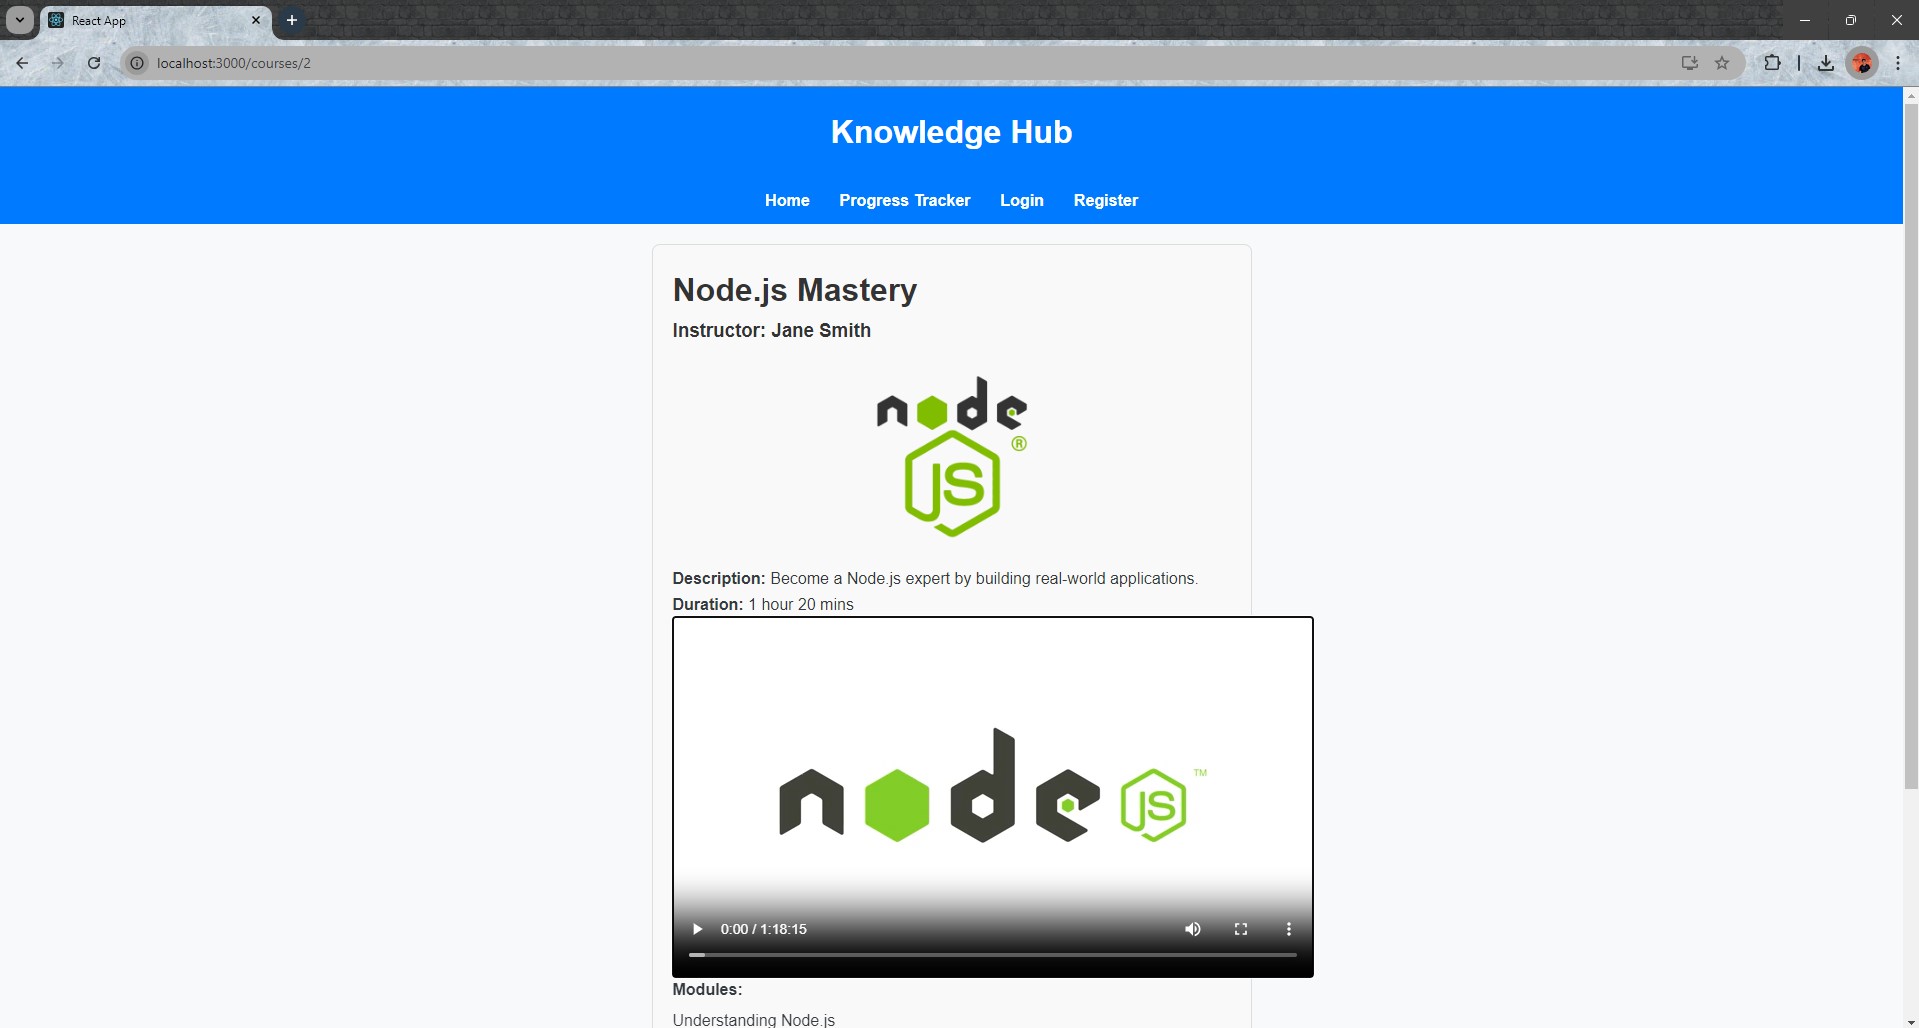 React App
localhost:3000/courses/2
Knowledge Hub
Home Progress Tracker Login Register
Node.js Mastery
Instructor: Jane Smith
node
JS ®
Description: Become a Node.js expert by building real-world applications.
Duration: 1 hour 20 mins
node JS TM
0:00 / 1:18:15
Modules:
Understanding Node.js